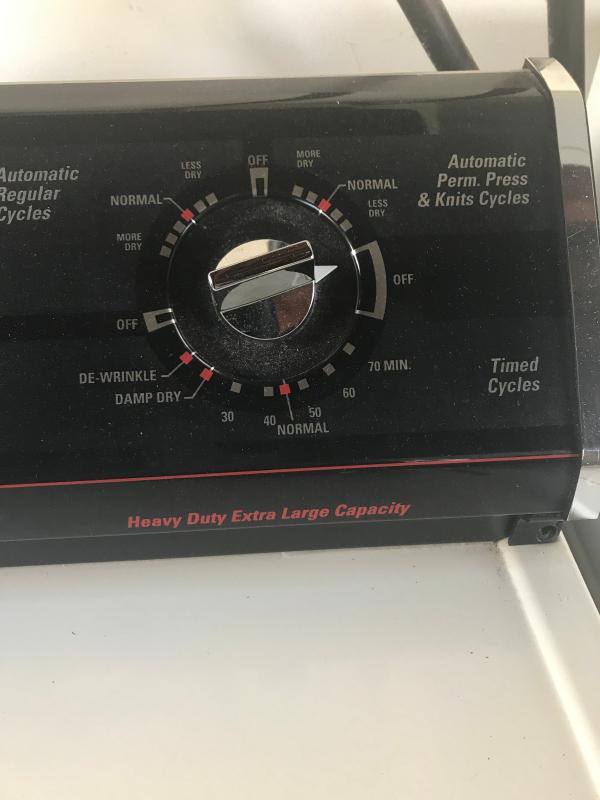 Automatic
Regular
Cycles
LESS
DRY
OFF
MORE
DRY
NORMAL
NORMAL
MORE
DRY
LESS
DRY
Automatic
Perm. Press
& Knits Cycles
OFF
OFF
DE-WRINKLE
DAMP DRY
30
40
50
60
70 MIN.
NORMAL
Timed
Cycles
Heavy Duty Extra Large Capacity